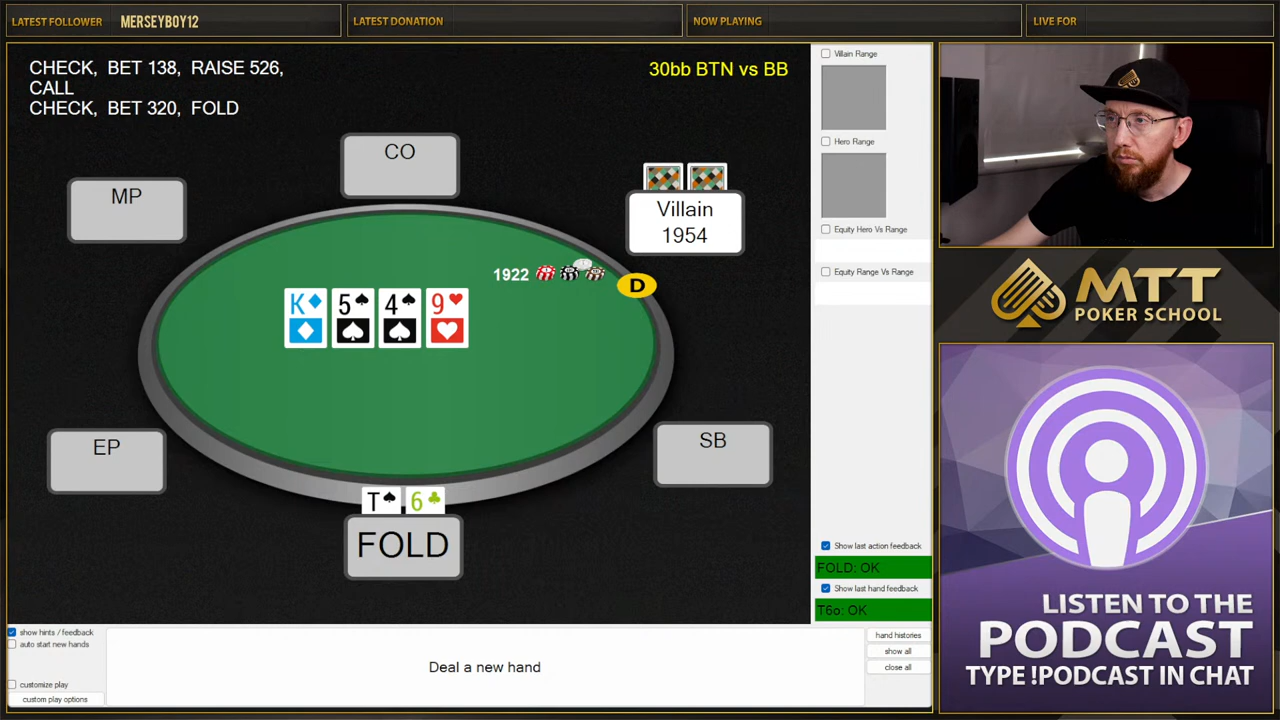 LATEST FOLLOWER MERSEYBOY12 LATEST DONATION NOW PLAYING LIVE FOR
CHECK, BET 138, RAISE 526,
CALL
CHECK, BET 320, FOLD
30bb BTN vs BB
CO
MP
Villain
1954
1922
D
K♦ 5♠ 4♠ 9♥
EP
SB
T♠ 6♣
FOLD
Villain Range
Hero Range
Equity Hero Vs Range
Equity Range Vs Range
Show last action feedback
FOLD: OK
Show last hand feedback
T6o: OK
show hints / feedback
auto start new hands
customize play
custom play options
Deal a new hand
hand histories
show all
close all
MTT
POKER SCHOOL
LISTEN TO THE
PODCAST
TYPE !PODCAST IN CHAT